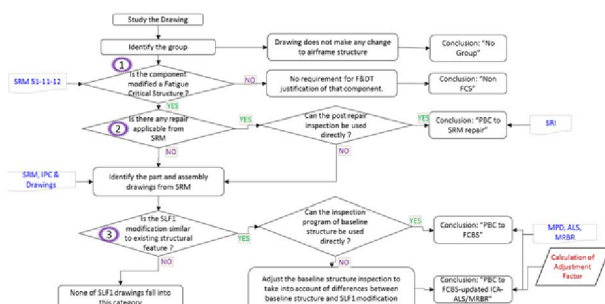 Study the Drawing
Identify the group
Drawing does not make any change
to airframe structure
Conclusion: "No
Group"
1
SRM 51-11-12
Is the component
modified a Fatigue
Critical Structure ?
NO
No requirement for F&DT
justification of that component.
Conclusion: "Non
FCS"
YES
2
Is there any repair
applicable from
SRM
YES
Can the post repair
inspection be used
directly ?
YES
Conclusion: "PBC to
SRM repair"
SRI
NO
NO
SRM, IPC &
Drawings
Identify the part and assembly
drawings from SRM
3
Is the SLF1
modification similar
to existing structural
feature ?
YES
Can the inspection
program of baseline
structure be used
directly ?
YES
Conclusion: "PBC to
FCBS"
MPD, ALS,
MRBR
NO
NO
None of SLF1 drawings fall into
this category
Adjust the baseline structure inspection to
take into account of differences between
baseline structure and SLF1 modification
Conclusion: "PBC to
FCBS-updated ICA-
ALS/MRBR"
Calculation of
Adjustment
Factor